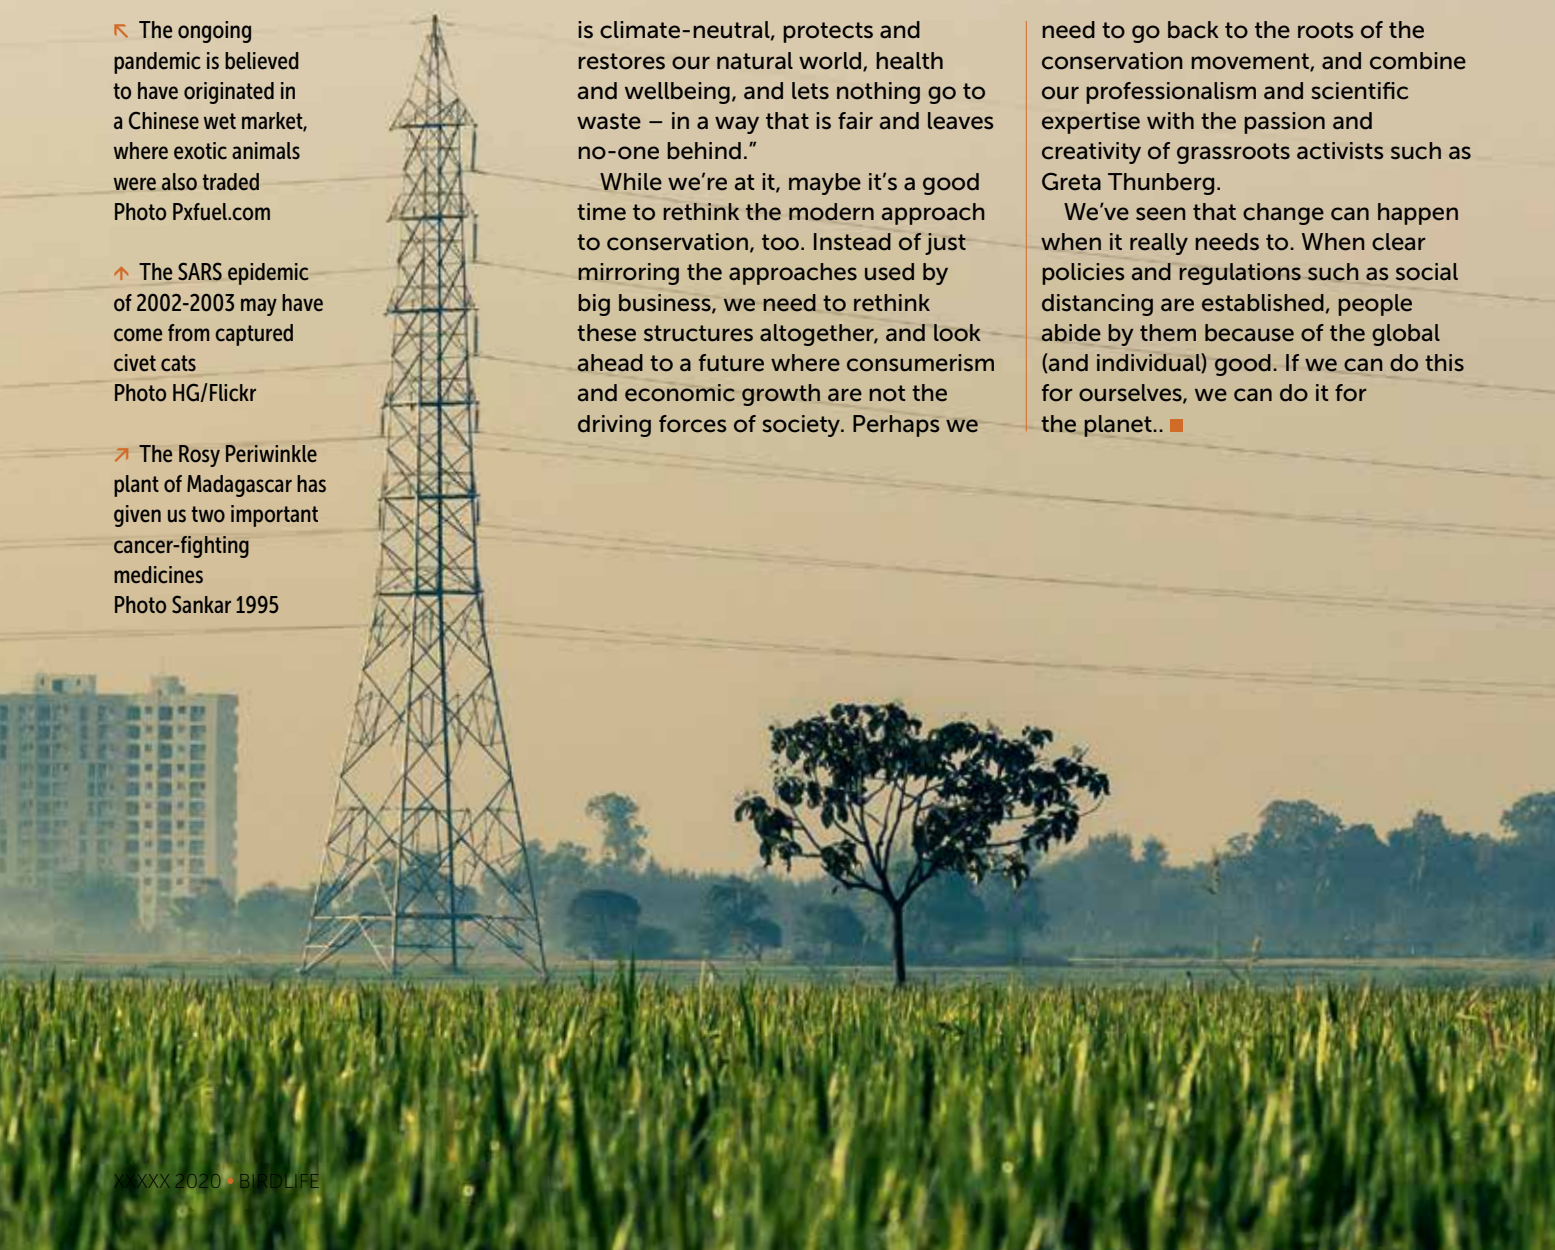 The ongoing
pandemic is believed
to have originated in
a Chinese wet market,
where exotic animals
were also traded
Photo Pxfuel.com
The SARS epidemic
of 2002-2003 may have
come from captured
civet cats
Photo HG/Flickr
The Rosy Periwinkle
plant of Madagascar has
given us two important
cancer-fighting
medicines
Photo Sankar 1995
is climate-neutral, protects and
restores our natural world, health
and wellbeing, and lets nothing go to
waste – in a way that is fair and leaves
no-one behind.”
While we’re at it, maybe it’s a good
time to rethink the modern approach
to conservation, too. Instead of just
mirroring the approaches used by
big business, we need to rethink
these structures altogether, and look
ahead to a future where consumerism
and economic growth are not the
driving forces of society. Perhaps we
need to go back to the roots of the
conservation movement, and combine
our professionalism and scientific
expertise with the passion and
creativity of grassroots activists such as
Greta Thunberg.
We’ve seen that change can happen
when it really needs to. When clear
policies and regulations such as social
distancing are established, people
abide by them because of the global
(and individual) good. If we can do this
for ourselves, we can do it for
the planet..
XXXXX 2020 • BIRDLIFE